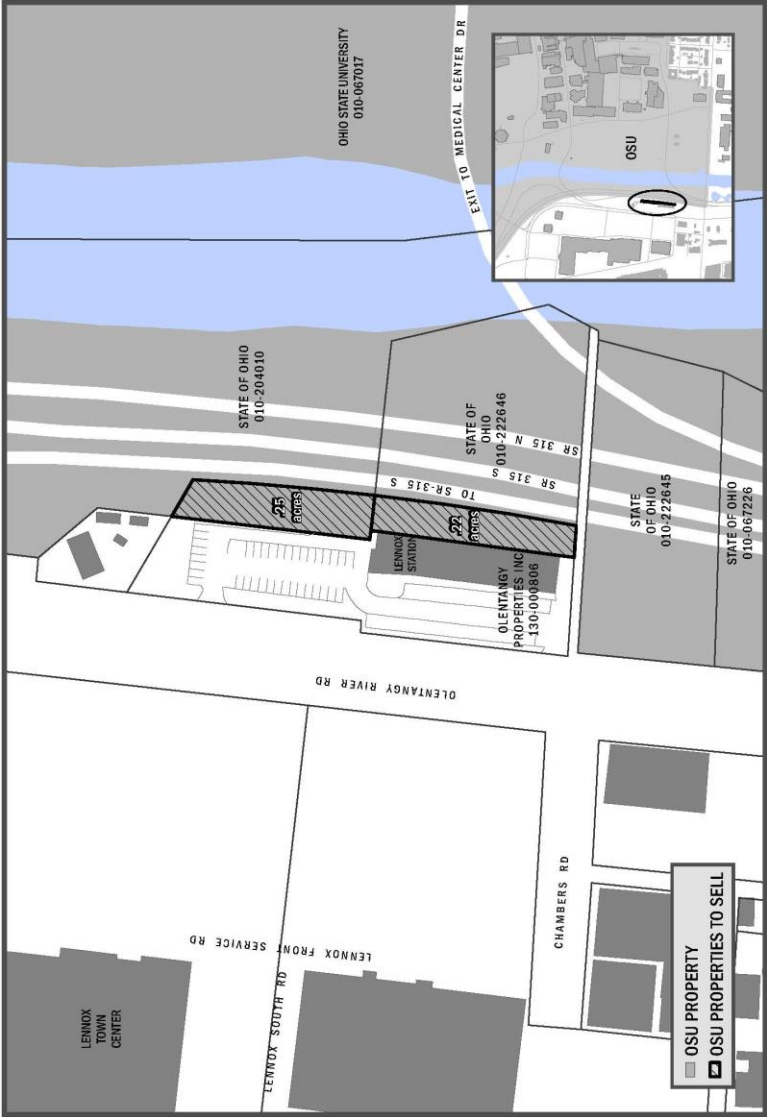 OHIO STATE UNIVERSITY
010-067017
EXIT TO MEDICAL CENTER DR
OSU
STATE OF OHIO
010-204010
STATE OF
OHIO
010-222646
SR 315 N
SR 315 S
TO SR-315 S
.25
acres
.22
acres
LENNOX
STATION
OLENTANGY
PROPERTIES INC
130-000806
STATE
OF OHIO
010-222645
STATE OF OHIO
010-067226
OLENTANGY RIVER RD
CHAMBERS RD
LENNOX FRONT SERVICE RD
LENNOX SOUTH RD
LENNOX
TOWN
CENTER
OSU PROPERTY
OSU PROPERTIES TO SELL